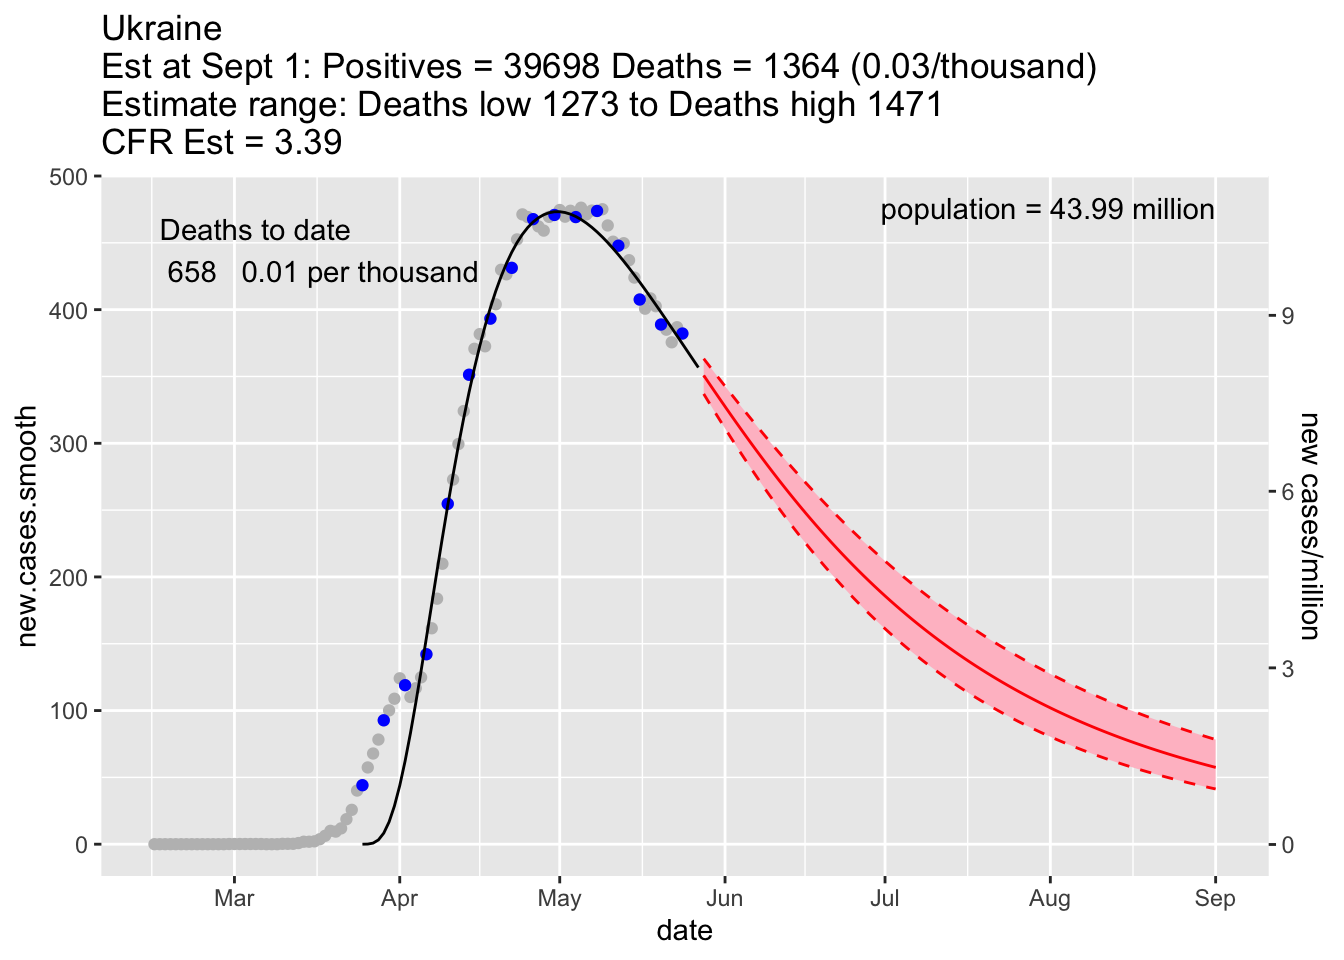 Ukraine
Est at Sept 1: Positives = 39698 Deaths = 1364 (0.03/thousand)
Estimate range: Deaths low 1273 to Deaths high 1471
CFR Est = 3.39
Deaths to date
658 0.01 per thousand
population = 43.99 million
new.cases.smooth
500
400
300
200
100
0
new cases/million
9
6
3
0
Mar Apr May Jun Jul Aug Sep
date